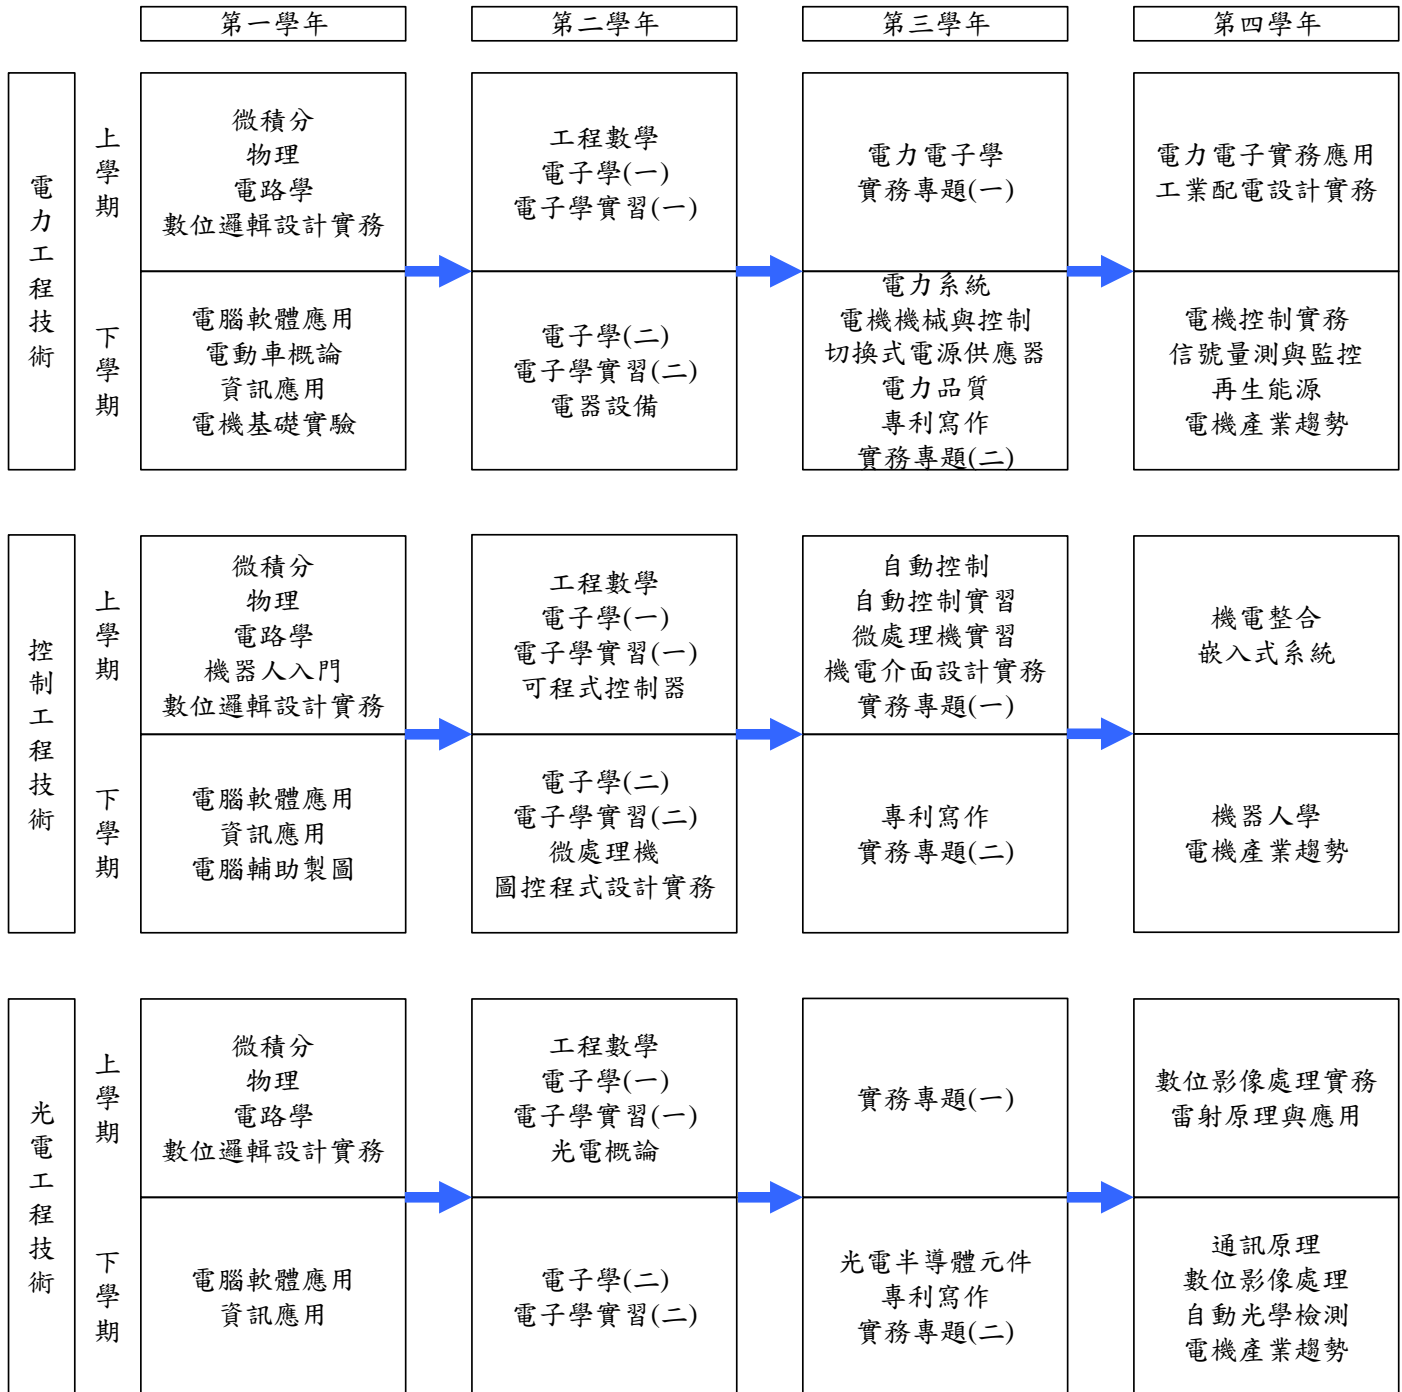 第一學年
第二學年
第三學年
第四學年
電力工程技術
上學期
微積分
物理
電路學
數位邏輯設計實務
工程數學
電子學(一)
電子學實習(一)
電力電子學
實務專題(一)
電力電子實務應用
工業配電設計實務
下學期
電腦軟體應用
電動車概論
資訊應用
電機基礎實驗
電子學(二)
電子學實習(二)
電器設備
電力系統
電機機械與控制
切換式電源供應器
電力品質
專利寫作
實務專題(二)
電機控制實務
信號量測與監控
再生能源
電機產業趨勢
控制工程技術
上學期
微積分
物理
電路學
機器人入門
數位邏輯設計實務
工程數學
電子學(一)
電子學實習(一)
可程式控制器
自動控制
自動控制實習
微處理機實習
機電介面設計實務
實務專題(一)
機電整合
嵌入式系統
下學期
電腦軟體應用
資訊應用
電腦輔助製圖
電子學(二)
電子學實習(二)
微處理機
圖控程式設計實務
專利寫作
實務專題(二)
機器人學
電機產業趨勢
光電工程技術
上學期
微積分
物理
電路學
數位邏輯設計實務
工程數學
電子學(一)
電子學實習(一)
光電概論
實務專題(一)
數位影像處理實務
雷射原理與應用
下學期
電腦軟體應用
資訊應用
電子學(二)
電子學實習(二)
光電半導體元件
專利寫作
實務專題(二)
通訊原理
數位影像處理
自動光學檢測
電機產業趨勢